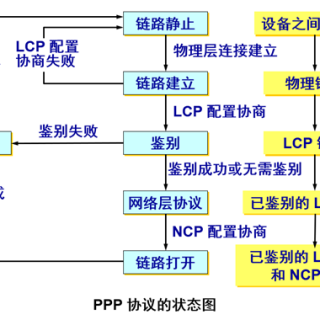 链路静止
设备之间
LCP 配置
协商失败
物理层连接建立
链路建立
物理链
LCP 配置协商
鉴别失败
鉴别
LCP 链
鉴别成功或无需鉴别
网络层协议
已鉴别的 L
NCP 配置协商
链路打开
已鉴别的 L
和 NCP
PPP 协议的状态图